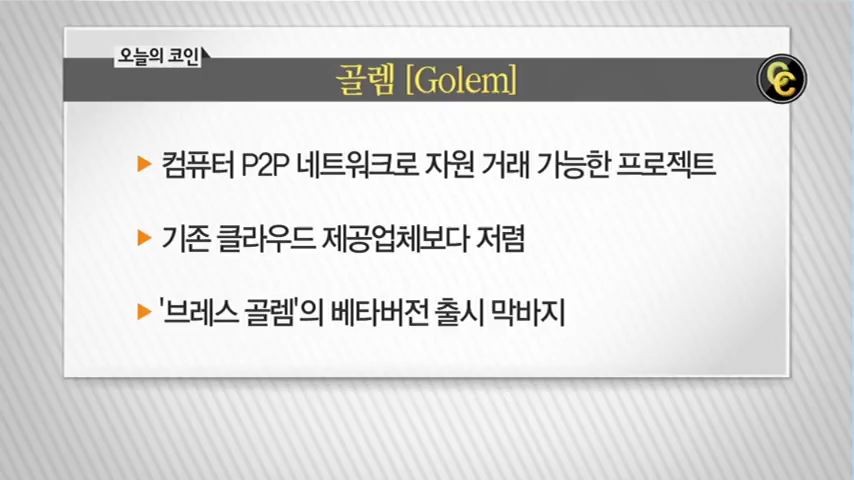 오늘의 코인
골렘 [Golem]
컴퓨터 P2P 네트워크로 자원 거래 가능한 프로젝트
기존 클라우드 제공업체보다 저렴
'브레스 골렘'의 베타버전 출시 막바지